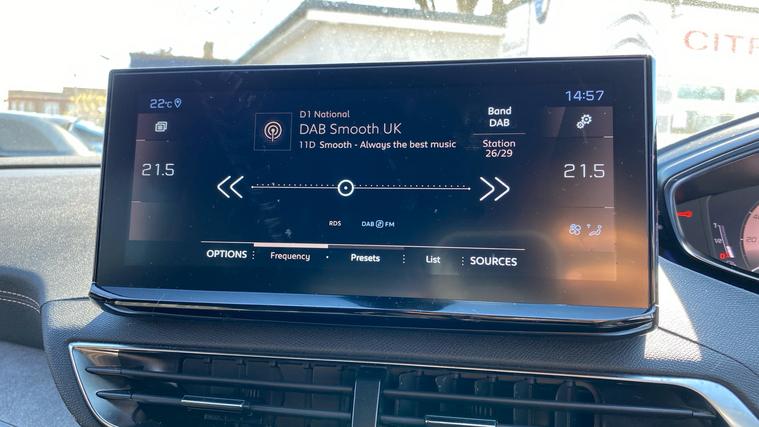 CITR
22°C
14:57
D1 National
DAB Smooth UK
11D Smooth - Always the best music
Band
DAB
Station
26/29
21.5
21.5
RDS
DAB FM
OPTIONS
Frequency
Presets
List
SOURCES